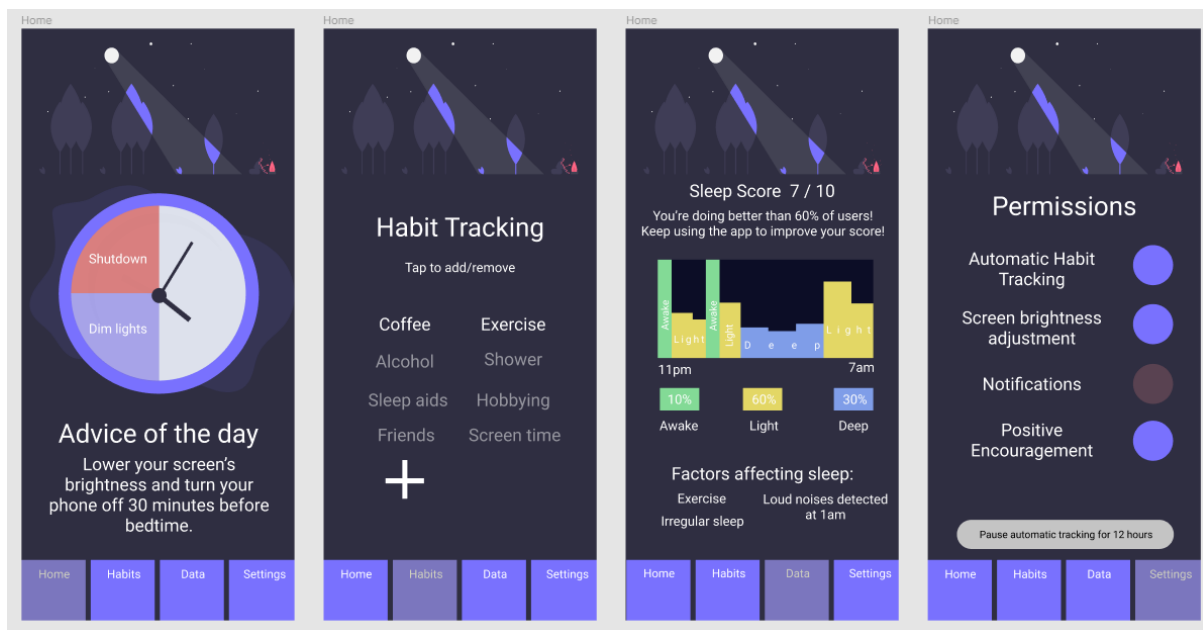 Home
Shutdown
Dim lights
Advice of the day
Lower your screen's
brightness and turn your
phone off 30 minutes before
bedtime.
Home Habits Data Settings
Home
Habit Tracking
Tap to add/remove
Coffee Exercise
Alcohol Shower
Sleep aids Hobbying
Friends Screen time
+
Home Habits Data Settings
Home
Sleep Score 7 / 10
You're doing better than 60% of users!
Keep using the app to improve your score!
Awake Light Awake Light Deep Light
11pm 7am
10% 60% 30%
Awake Light Deep
Factors affecting sleep:
Exercise
Irregular sleep
Loud noises detected
at 1am
Home Habits Data Settings
Home
Permissions
Automatic Habit
Tracking
Screen brightness
adjustment
Notifications
Positive
Encouragement
Pause automatic tracking for 12 hours
Home Habits Data Settings